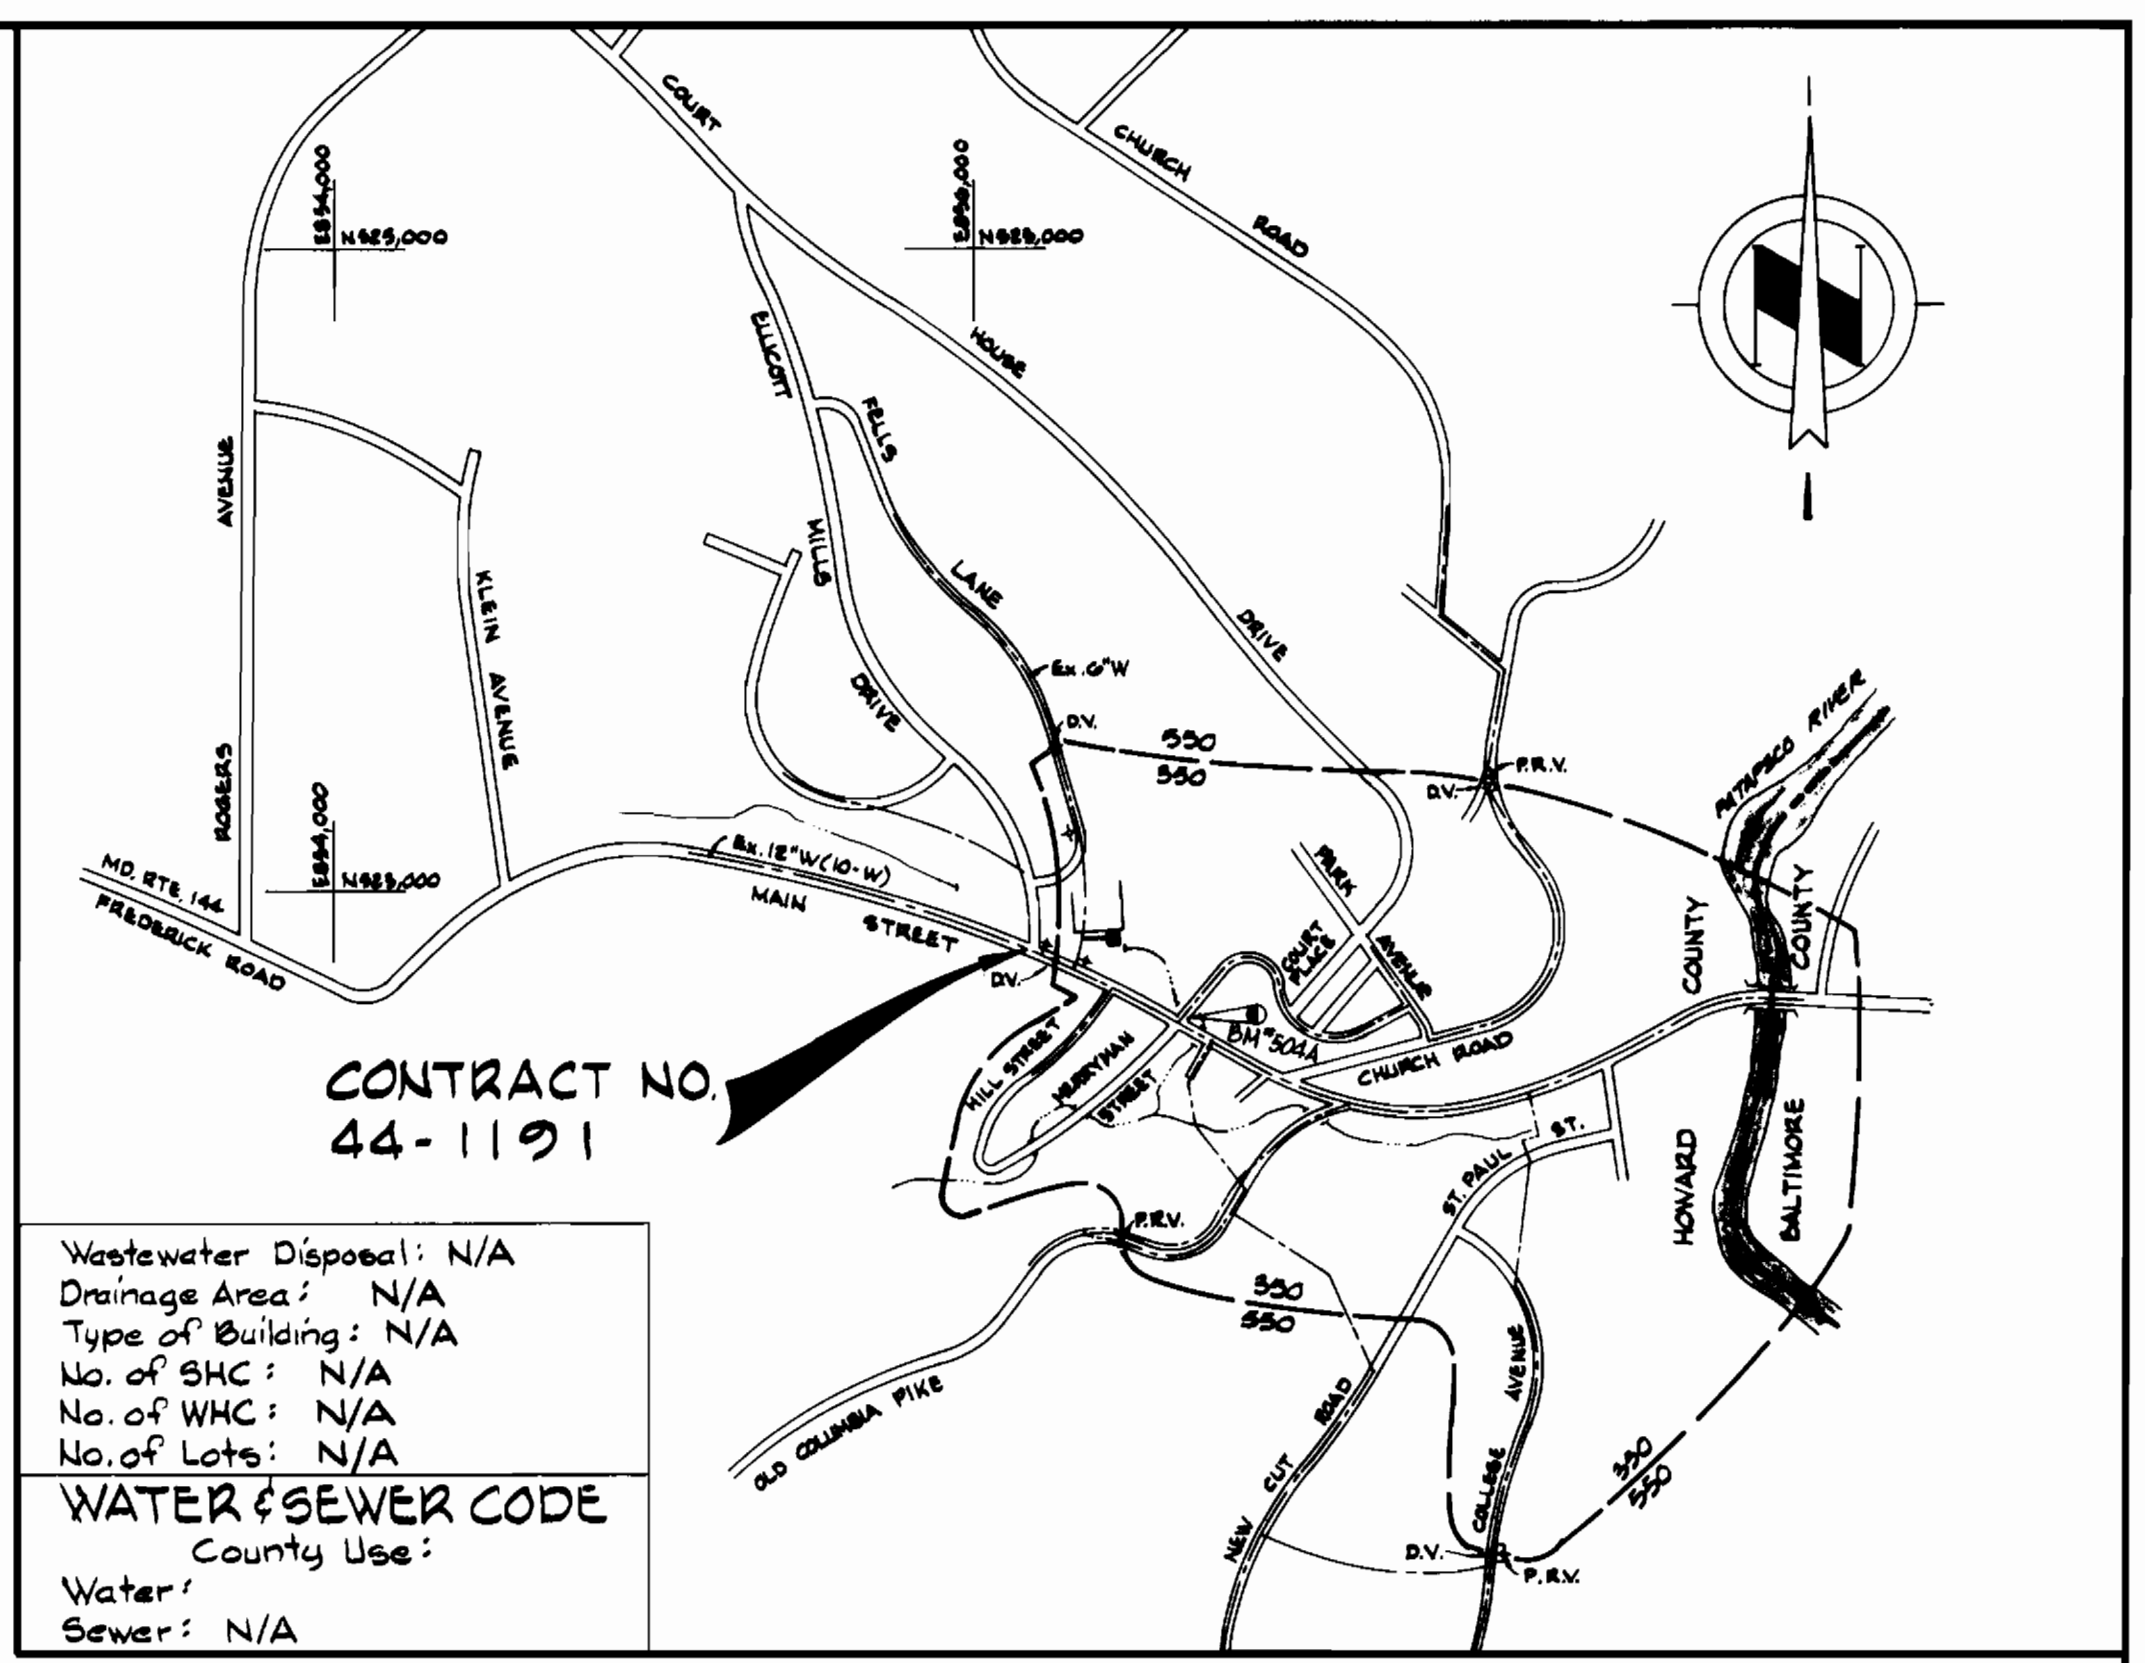 COURT
HOUSE
DRIVE
CHURCH
ROAD
E854,000
N525,000
E856,000
N525,000
N
ELLICOTT
MILLS
DRIVE
FELLS
LANE
AVENUE
ROGERS
KLEIN AVENUE
Ex. 6"W
D.V.
550
350
P.R.V.
D.V.
PATAPSCO RIVER
E854,000
N523,000
MD. RTE. 144
FREDERICK ROAD
Ex. 12"W (10-W)
MAIN
STREET
D.V.
PARK
AVENUE
COURT
PLACE
COUNTY
COUNTY
HOWARD
BALTIMORE
BM #504A
CHURCH ROAD
HILL STREET
MERRYMAN
STREET
CONTRACT NO.
44-1191
ST. PAUL
ST.
P.R.V.
350
550
OLD COLUMBIA PIKE
NEW CUT ROAD
COLLEGE AVENUE
350
550
D.V.
P.R.V.
Wastewater Disposal: N/A
Drainage Area: N/A
Type of Building: N/A
No. of SHC: N/A
No. of WHC: N/A
No. of Lots: N/A
WATER & SEWER CODE
County Use:
Water:
Sewer: N/A